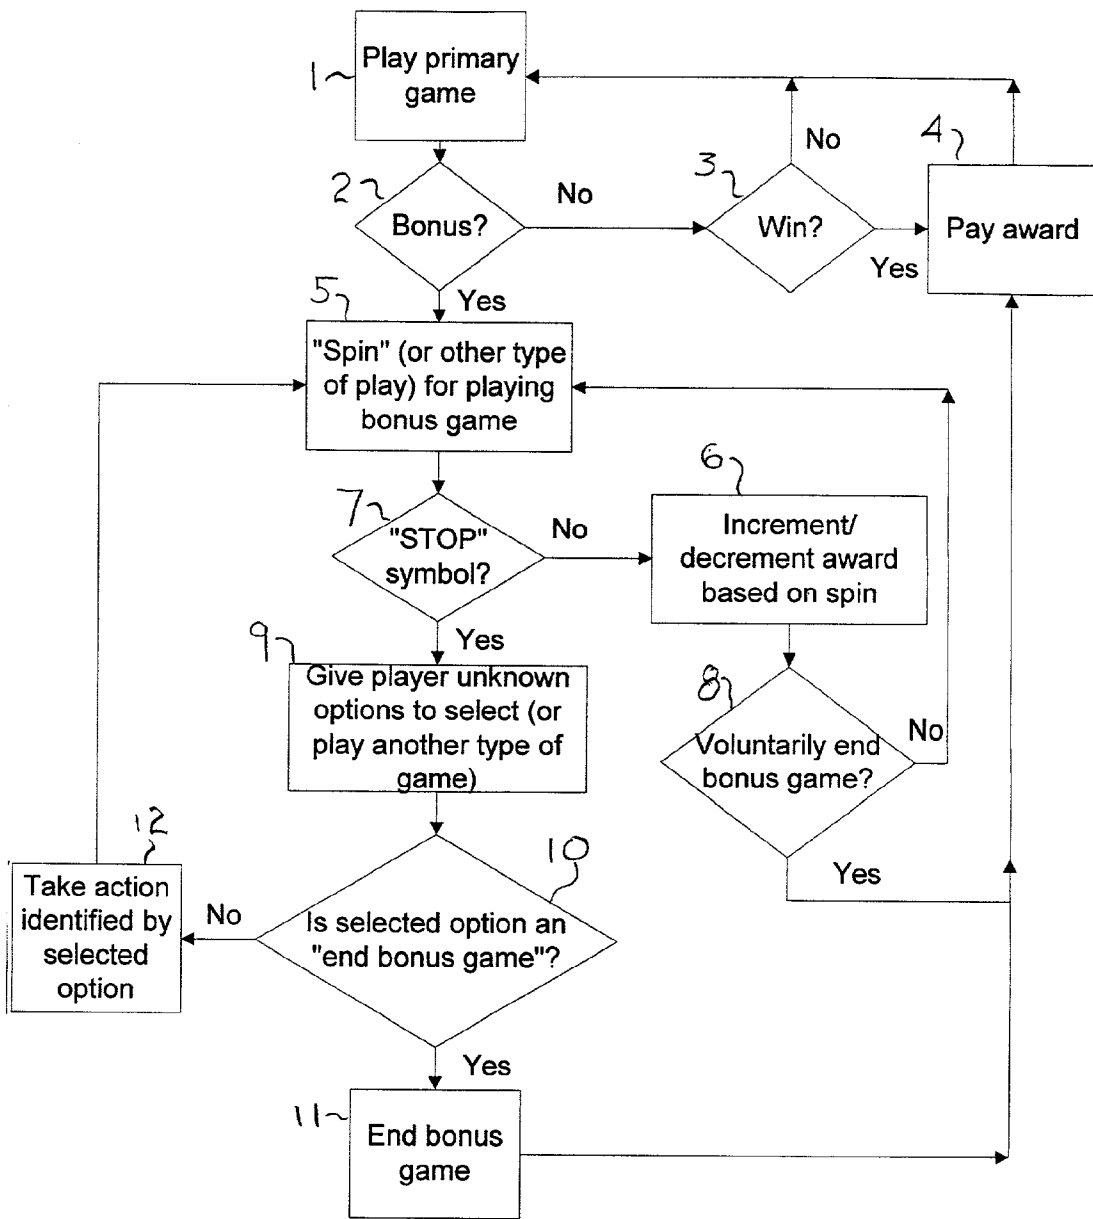 1
Play primary
game
No
4
3
2
No
Bonus?
Win?
Pay award
Yes
5
Yes
"Spin" (or other type
of play) for playing
bonus game
6
7
No
Increment/
decrement award
based on spin
"STOP"
symbol?
9
Yes
8
Give player unknown
options to select (or
play another type of
game)
No
Voluntarily end
bonus game?
12
10
Yes
Take action
identified by
selected
option
No
Is selected option an
"end bonus game"?
Yes
11
End bonus
game